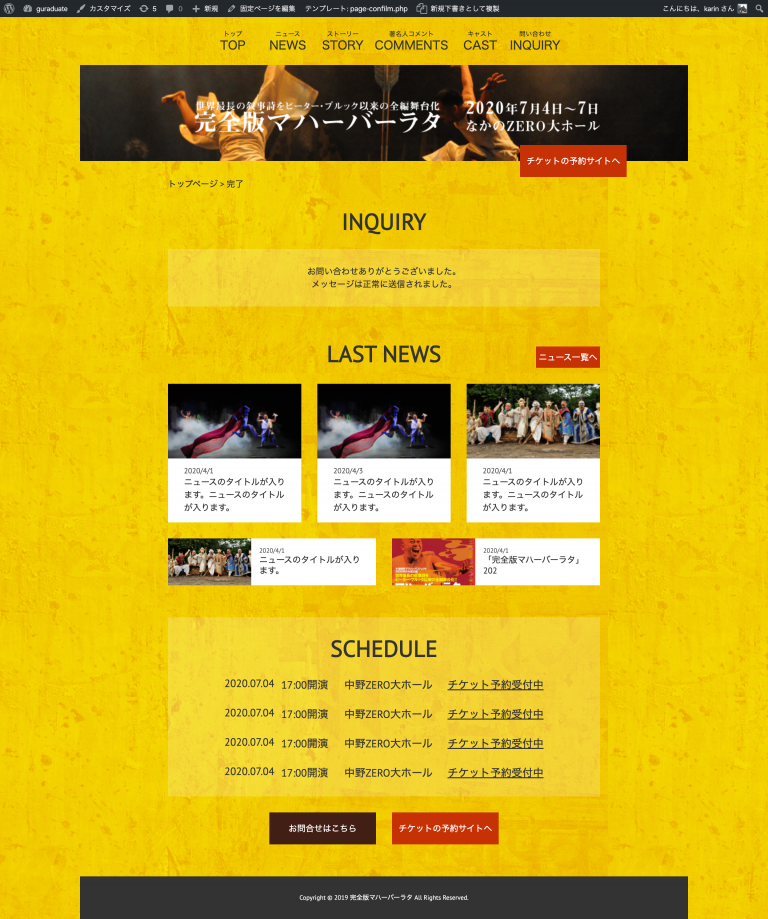 guraduate カスタマイズ 5 0 新規 固定ページを編集 テンプレート: page-confilm.php 新規下書きとして複製 こんにちは、karin さん
トップ ニュース ストーリー 著名人コメント キャスト 問い合わせ
TOP NEWS STORY COMMENTS CAST INQUIRY
世界最長の叙事詩をピーター・ブルック以来の全編舞台化
完全版マハーバーラタ
2020年7月4日〜7日
なかのZERO大ホール
チケットの予約サイトへ
トップページ > 完了
INQUIRY
お問い合わせありがとうございました。
メッセージは正常に送信されました。
LAST NEWS
ニュース一覧へ
2020/4/1
ニュースのタイトルが入り
ます。ニュースのタイトル
が入ります。
2020/4/3
ニュースのタイトルが入り
ます。ニュースのタイトル
が入ります。
2020/4/1
ニュースのタイトルが入り
ます。ニュースのタイトル
が入ります。
2020/4/1
ニュースのタイトルが入り
ます。
2020/4/1
「完全版マハーバーラタ」
202
SCHEDULE
2020.07.04 17:00開演 中野ZERO大ホール チケット予約受付中
2020.07.04 17:00開演 中野ZERO大ホール チケット予約受付中
2020.07.04 17:00開演 中野ZERO大ホール チケット予約受付中
2020.07.04 17:00開演 中野ZERO大ホール チケット予約受付中
お問合せはこちら
チケットの予約サイトへ
Copyright © 2019 完全版マハーバーラタ All Rights Reserved.